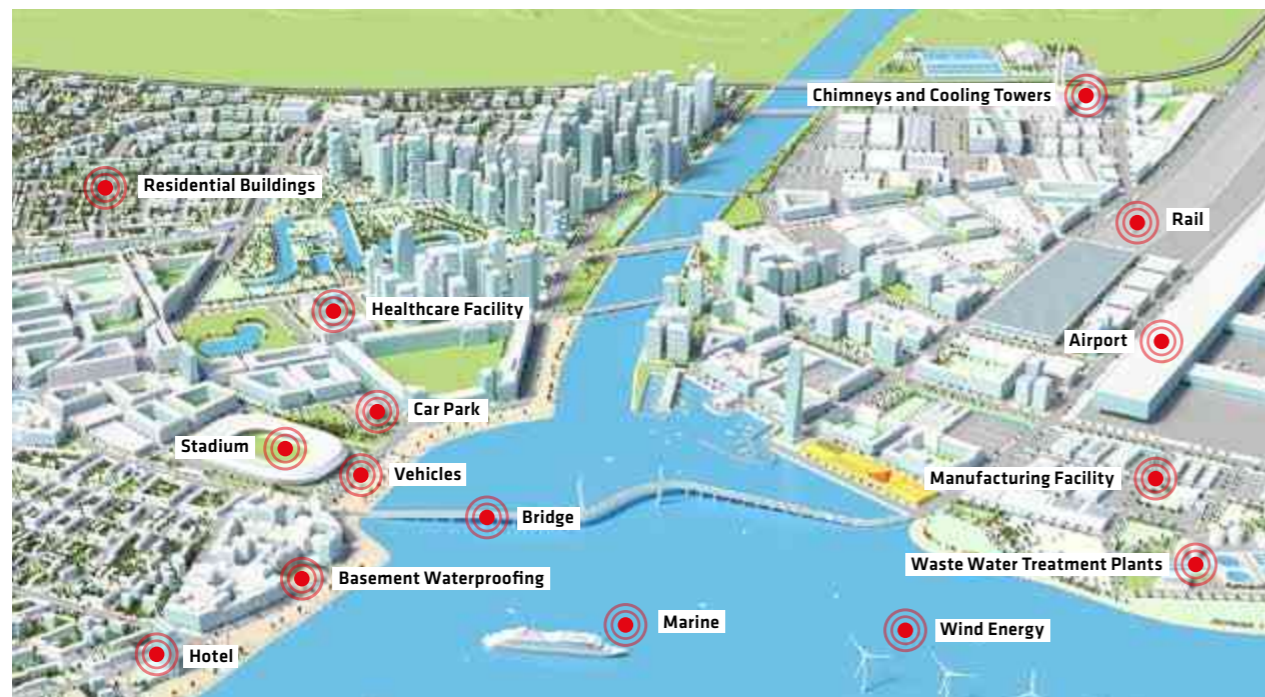 Chimneys and Cooling Towers
Residential Buildings
Rail
Healthcare Facility
Airport
Car Park
Stadium
Vehicles
Manufacturing Facility
Bridge
Waste Water Treatment Plants
Basement Waterproofing
Marine
Wind Energy
Hotel